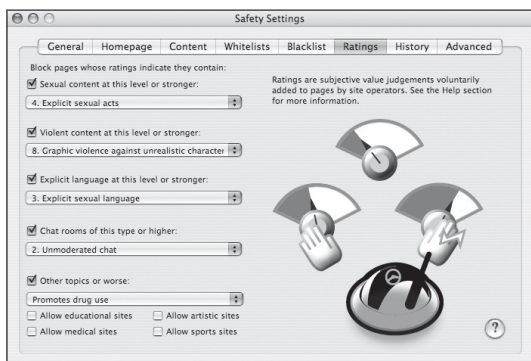 Safety Settings
General Homepage Content Whitelists Blacklist Ratings History Advanced
Block pages whose ratings indicate they contain:
Sexual content at this level or stronger:
4. Explicit sexual acts
Violent content at this level or stronger:
8. Graphic violence against unrealistic character
Explicit language at this level or stronger:
3. Explicit sexual language
Chat rooms of this type or higher:
2. Unmoderated chat
Other topics or worse:
Promotes drug use
Allow educational sites Allow artistic sites
Allow medical sites Allow sports sites
Ratings are subjective value judgements voluntarily
added to pages by site operators. See the Help section
for more information.
?